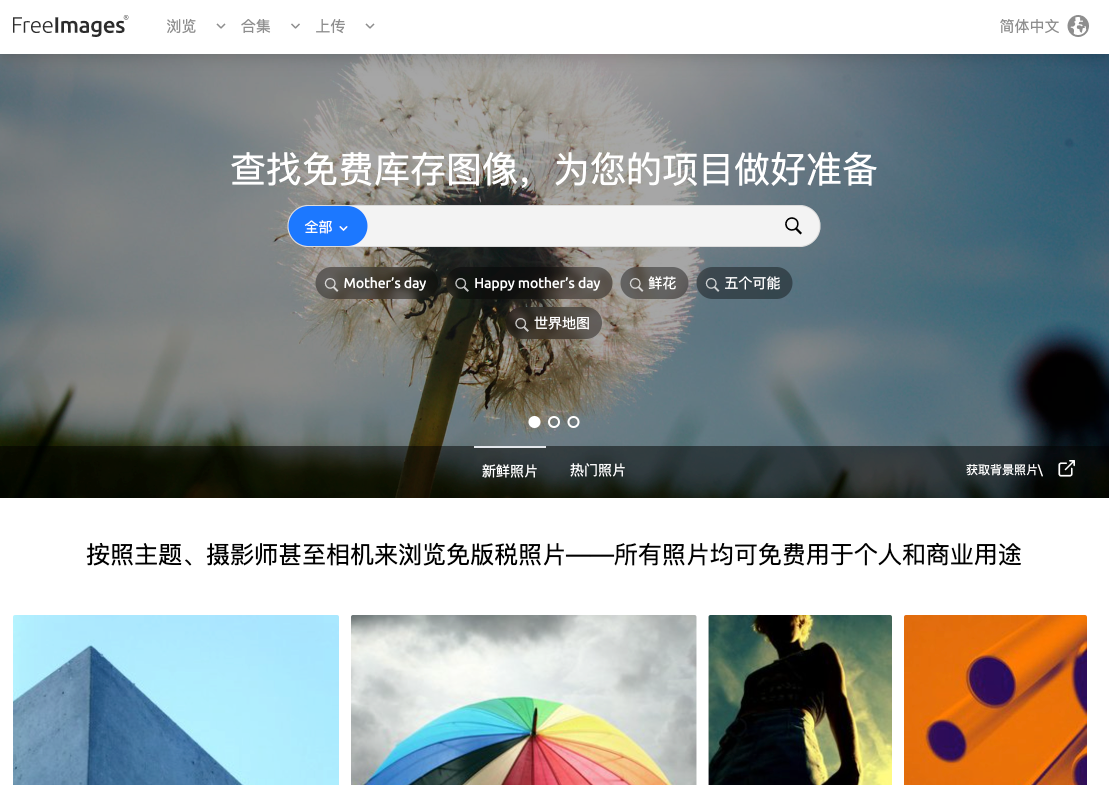 FreeImages®
浏览
合集
上传
简体中文
查找免费库存图像，为您的项目做好准备
全部
Mother's day
Happy mother's day
鲜花
五个可能
世界地图
新鲜照片
热门照片
获取背景照片\
按照主题、摄影师甚至相机来浏览免版税照片——所有照片均可免费用于个人和商业用途